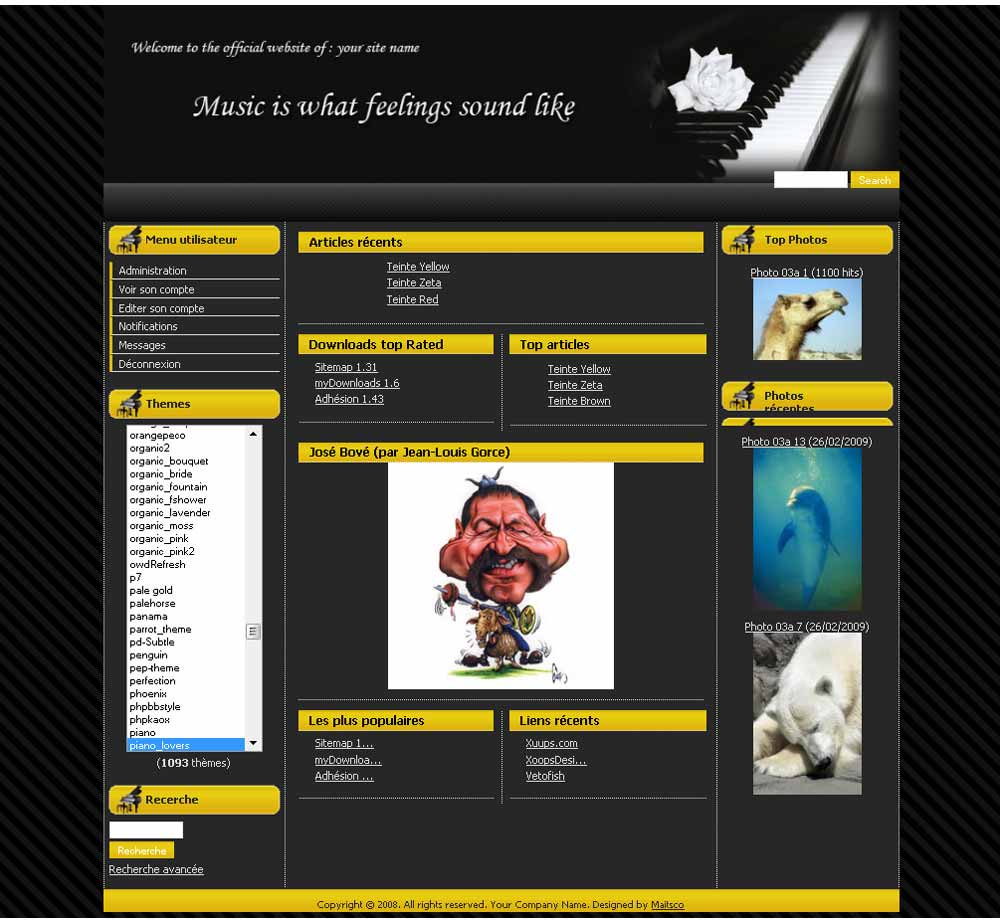 Welcome to the official website of : your site name
Music is what feelings sound like
Search
Menu utilisateur
Administration
Voir son compte
Editer son compte
Notifications
Messages
Déconnexion
Themes
orangepeco
organic2
organic_bouquet
organic_bride
organic_fountain
organic_fshower
organic_lavender
organic_moss
organic_pink
organic_pink2
owdRefresh
p7
pale gold
palehorse
panama
parrot_theme
pd-Subtle
penguin
pep-theme
perfection
phoenix
phpbbstyle
phpkaox
piano
piano_lovers
(1093 thèmes)
Recerche
Recherche
Recherche avancée
Articles récents
Teinte Yellow
Teinte Zeta
Teinte Red
Downloads top Rated
Sitemap 1.31
myDownloads 1.6
Adhésion 1.43
Top articles
Teinte Yellow
Teinte Zeta
Teinte Brown
José Bové (par Jean-Louis Gorce)
Les plus populaires
Sitemap 1...
myDownloa...
Adhésion ...
Liens récents
Xuups.com
XoopsDesi...
Vetofish
Top Photos
Photo 03a 1 (1100 hits)
Photos
récentes
Photo 03a 13 (26/02/2009)
Photo 03a 7 (26/02/2009)
Copyright © 2008. All rights reserved. Your Company Name. Designed by Maitsco